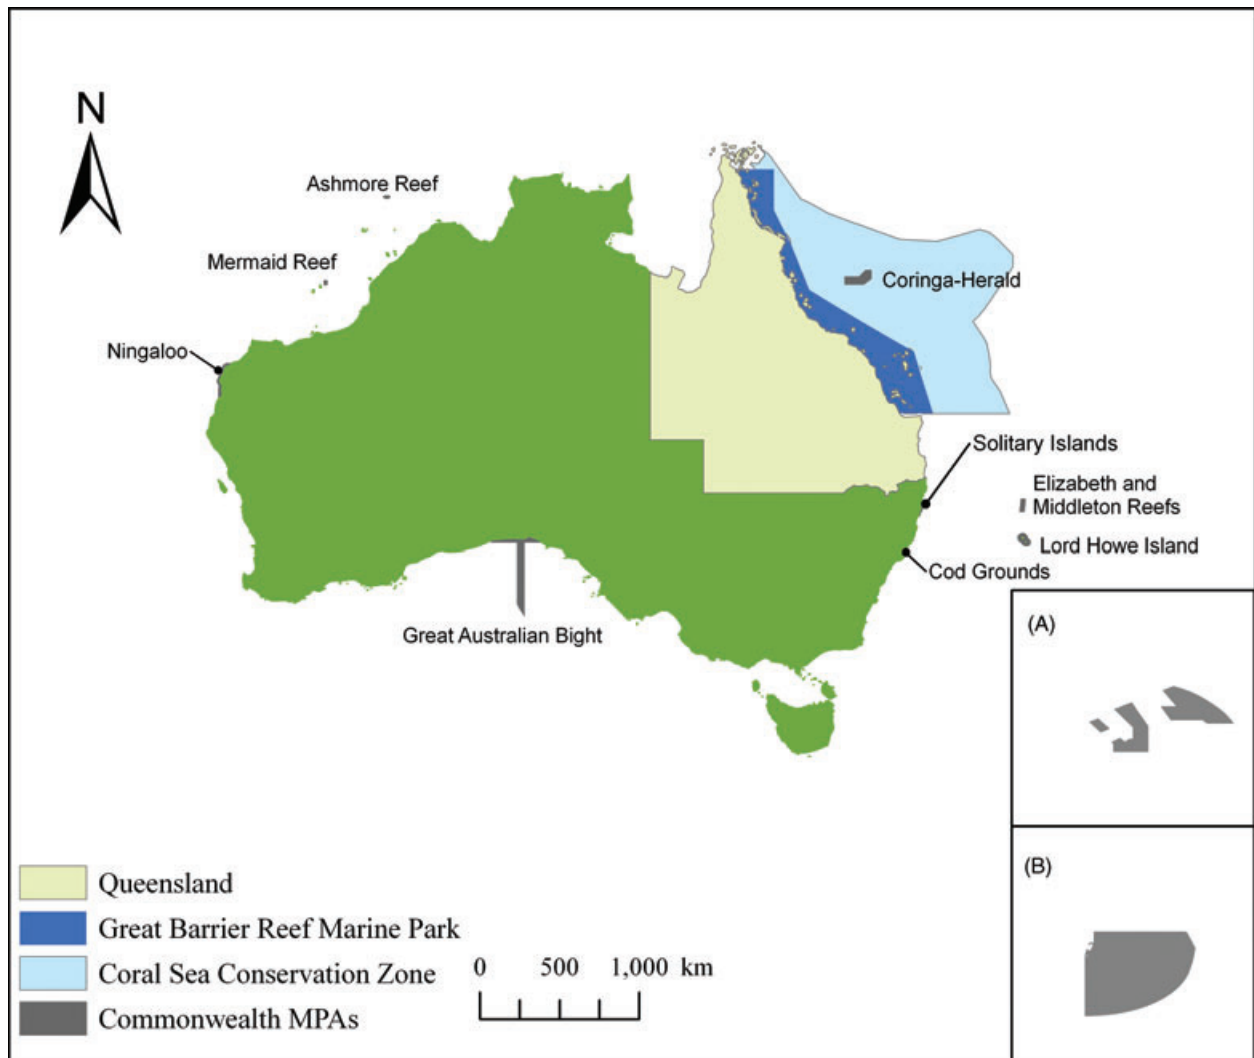 N
Ashmore Reef
Mermaid Reef
Coringa-Herald
Ningaloo
Solitary Islands
Elizabeth and
Middleton Reefs
Lord Howe Island
Cod Grounds
Great Australian Bight
(A)
(B)
Queensland
Great Barrier Reef Marine Park
Coral Sea Conservation Zone
Commonwealth MPAs
0 500 1,000 km